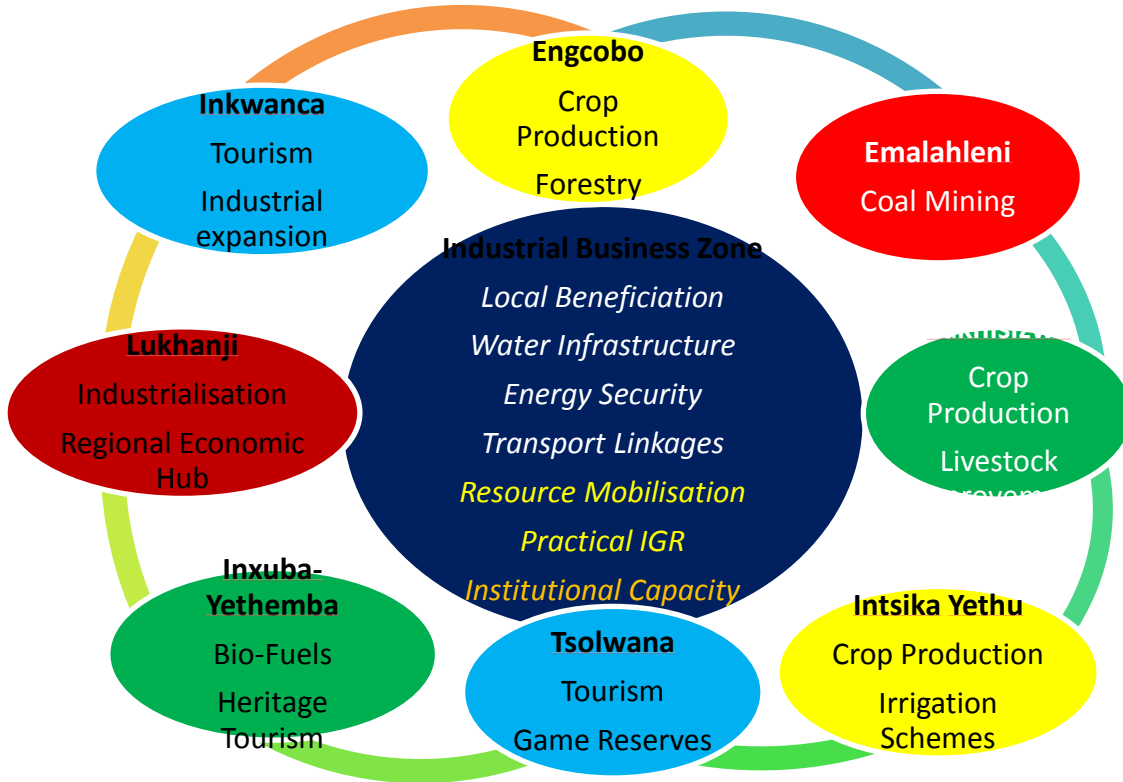 Engcobo
Crop
Production
Forestry
Emalahleni
Coal Mining
Crop
Production
Livestock
Intsika Yethu
Crop Production
Irrigation
Schemes
Tsolwana
Tourism
Game Reserves
Inxuba-
Yethemba
Bio-Fuels
Heritage
Tourism
Lukhanji
Industrialisation
Regional Economic
Hub
Inkwanca
Tourism
Industrial
expansion
Industrial Business Zone
Local Beneficiation
Water Infrastructure
Energy Security
Transport Linkages
Resource Mobilisation
Practical IGR
Institutional Capacity